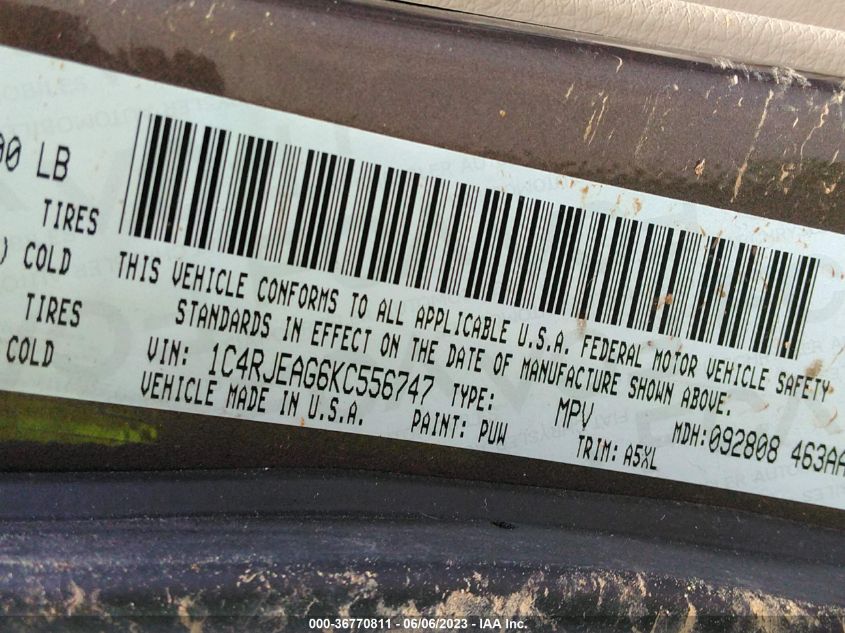 00 LB
TIRES
) COLD
TIRES
COLD
THIS VEHICLE CONFORMS TO ALL APPLICABLE U.S.A. FEDERAL MOTOR VEHICLE SAFETY
STANDARDS IN EFFECT ON THE DATE OF MANUFACTURE SHOWN ABOVE.
VIN: 1C4RJEAG6KC556747 TYPE: MPV MDH:092808 463AA
VEHICLE MADE IN U.S.A. PAINT: PUW TRIM: A5XL
000-36770811 - 06/06/2023 - IAA Inc.